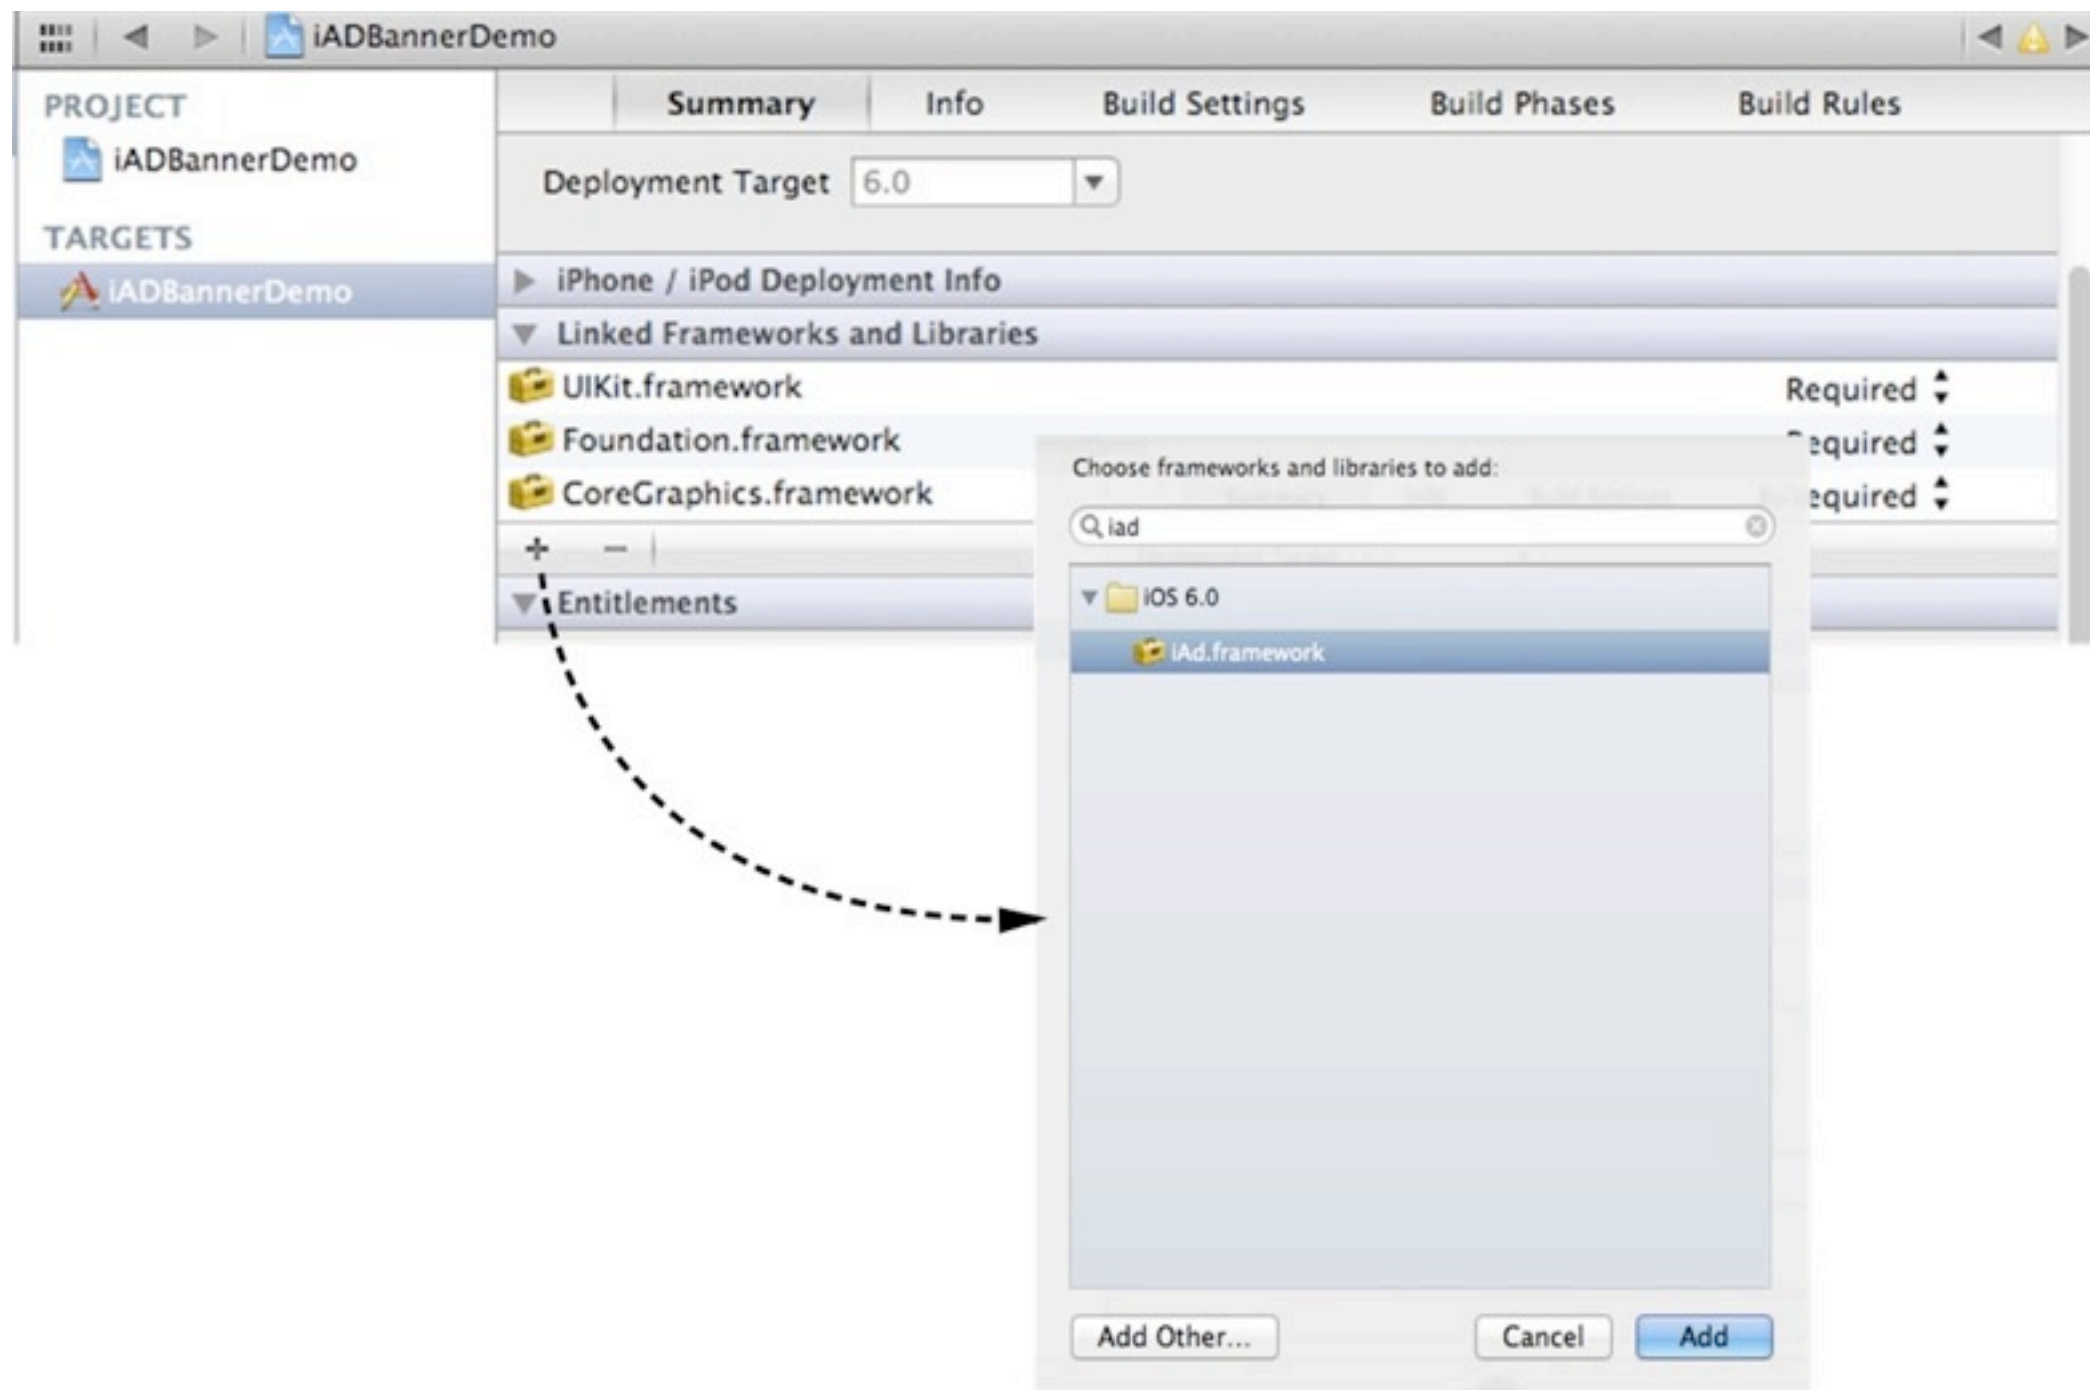 iADBannerDemo
PROJECT
iADBannerDemo
TARGETS
iADBannerDemo
Summary Info Build Settings Build Phases Build Rules
Deployment Target 6.0
iPhone / iPod Deployment Info
Linked Frameworks and Libraries
UIKit.framework Required
Foundation.framework Required
CoreGraphics.framework Required
+ −
Entitlements
Choose frameworks and libraries to add:
iad
iOS 6.0
iAd.framework
Add Other... Cancel Add